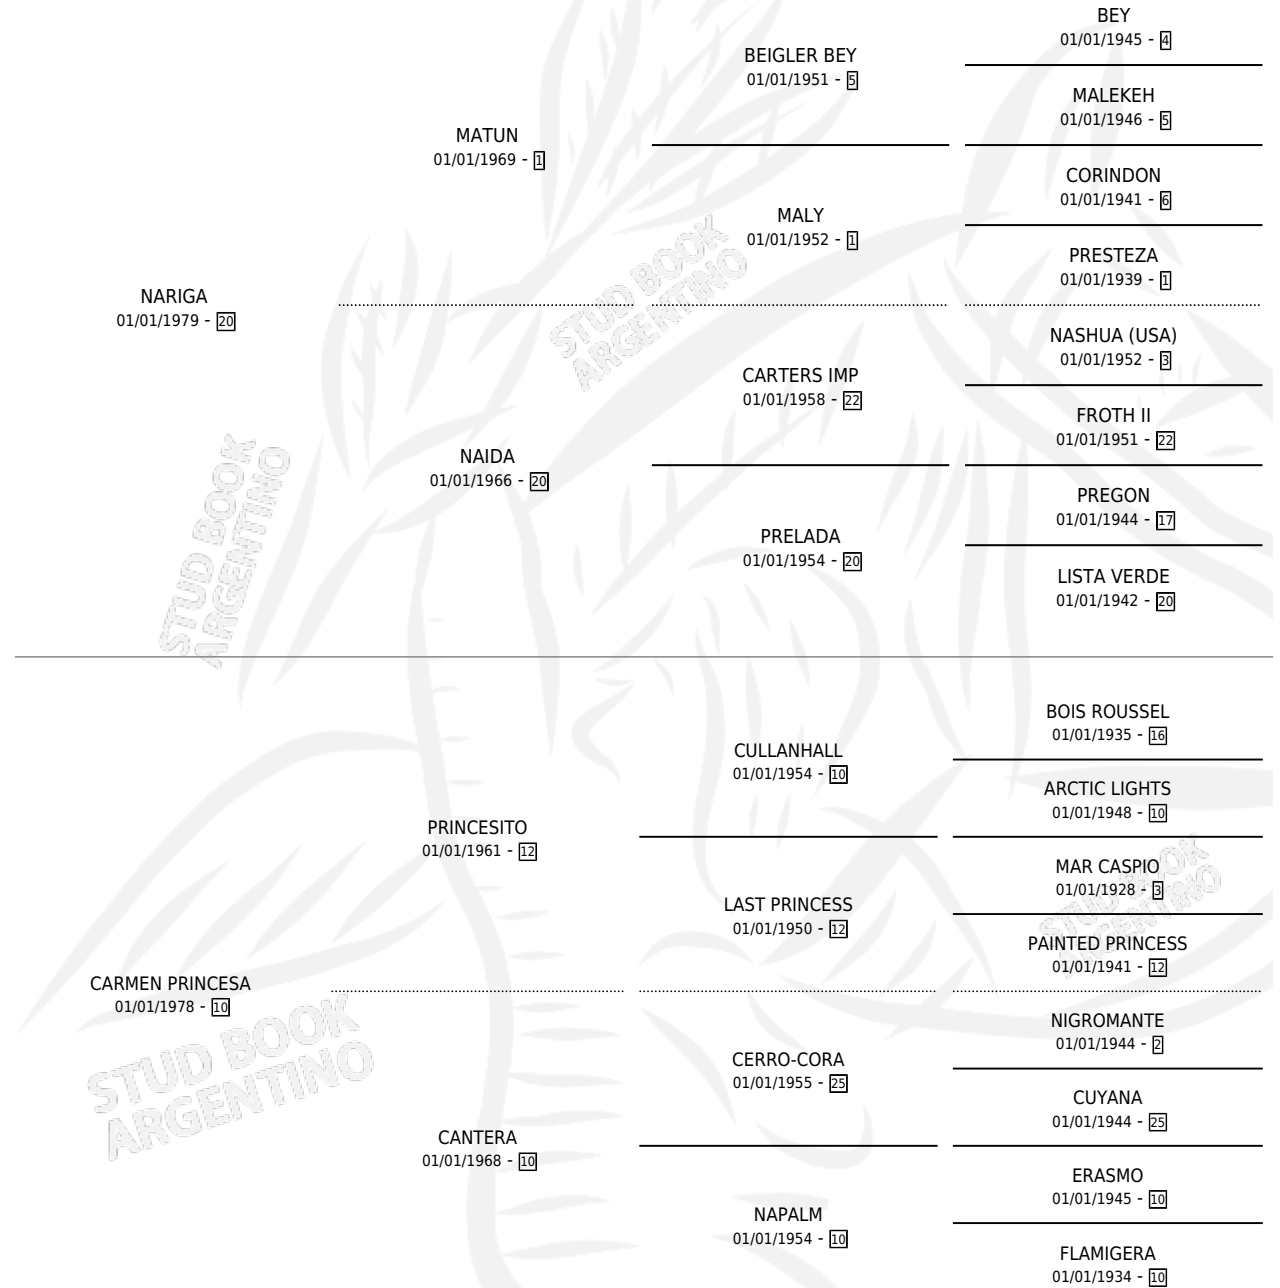 BEY
01/01/1945 - 4
BEIGLER BEY
01/01/1951 - 5
MALEKEH
01/01/1946 - 5
MATUN
01/01/1969 - 1
CORINDON
01/01/1941 - 6
MALY
01/01/1952 - 1
PRESTEZA
01/01/1939 - 1
NARIGA
01/01/1979 - 20
NASHUA (USA)
01/01/1952 - 3
CARTERS IMP
01/01/1958 - 22
FROTH II
01/01/1951 - 22
NAIDA
01/01/1966 - 20
PREGON
01/01/1944 - 17
PRELADA
01/01/1954 - 20
LISTA VERDE
01/01/1942 - 20
STUD BOOK
ARGENTINO
STUD BOOK
ARGENTINO
BOIS ROUSSEL
01/01/1935 - 16
CULLANHALL
01/01/1954 - 10
ARCTIC LIGHTS
01/01/1948 - 10
PRINCESITO
01/01/1961 - 12
MAR CASPIO
01/01/1928 - 3
LAST PRINCESS
01/01/1950 - 12
PAINTED PRINCESS
01/01/1941 - 12
CARMEN PRINCESA
01/01/1978 - 10
NIGROMANTE
01/01/1944 - 2
CERRO-CORA
01/01/1955 - 25
CUYANA
01/01/1944 - 25
CANTERA
01/01/1968 - 10
ERASMO
01/01/1945 - 10
NAPALM
01/01/1954 - 10
FLAMIGERA
01/01/1934 - 10
STUD BOOK
ARGENTINO
STUD BOOK
ARGENTINO